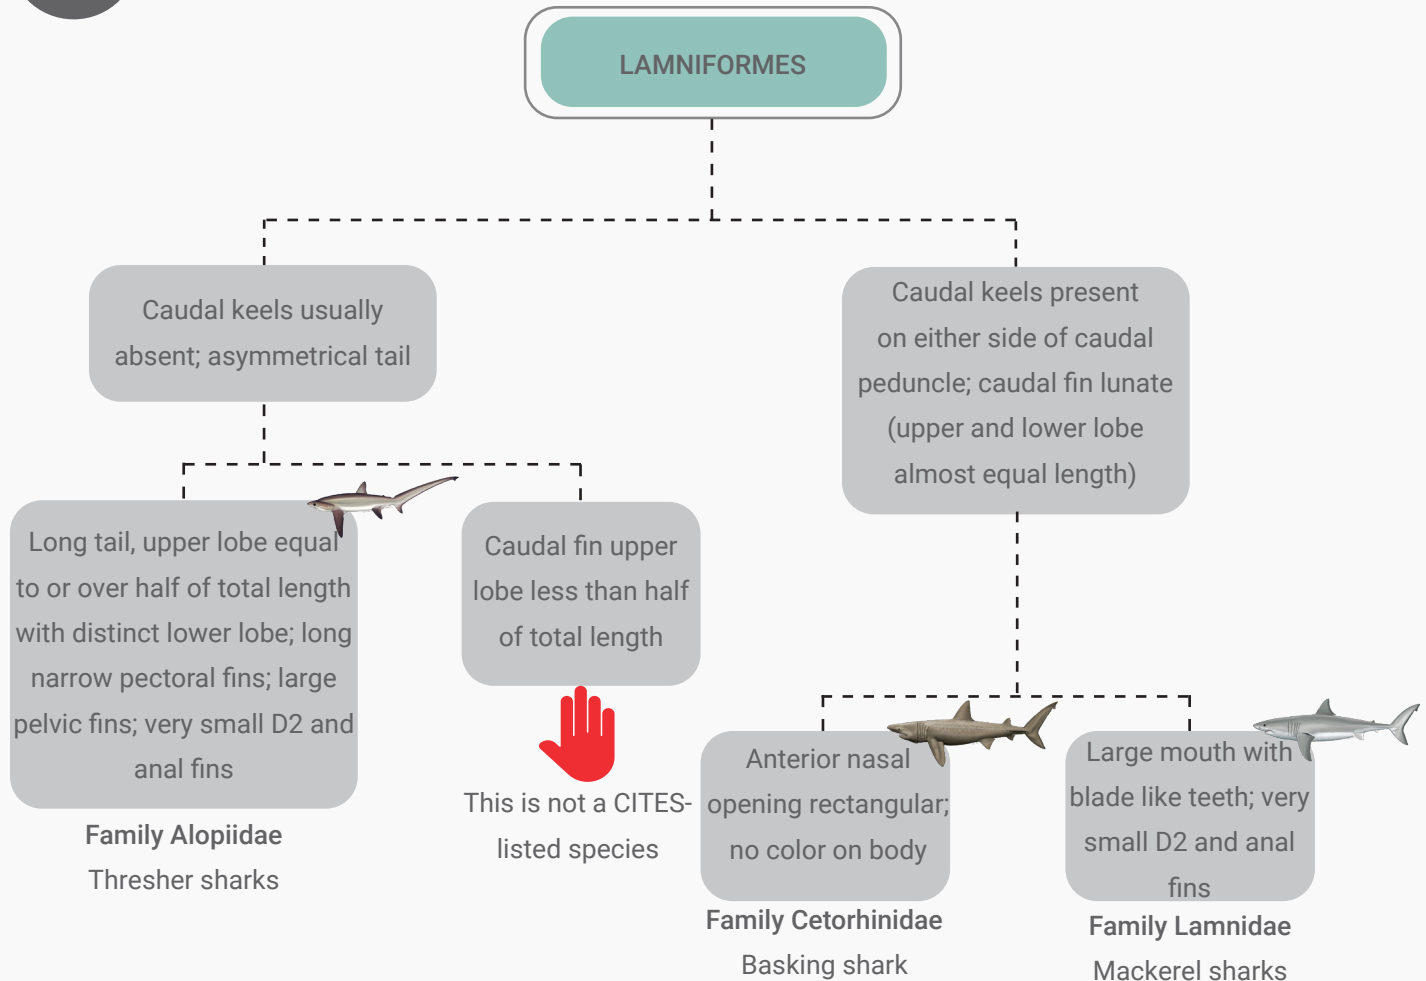 LAMNIFORMES
Caudal keels usually
absent; asymmetrical tail
Caudal keels present
on either side of caudal
peduncle; caudal fin lunate
(upper and lower lobe
almost equal length)
Long tail, upper lobe equal
to or over half of total length
with distinct lower lobe; long
narrow pectoral fins; large
pelvic fins; very small D2 and
anal fins
Family Alopiidae
Thresher sharks
Caudal fin upper
lobe less than half
of total length
This is not a CITES-
listed species
Anterior nasal
opening rectangular;
no color on body
Family Cetorhinidae
Basking shark
Large mouth with
blade like teeth; very
small D2 and anal
fins
Family Lamnidae
Mackerel sharks